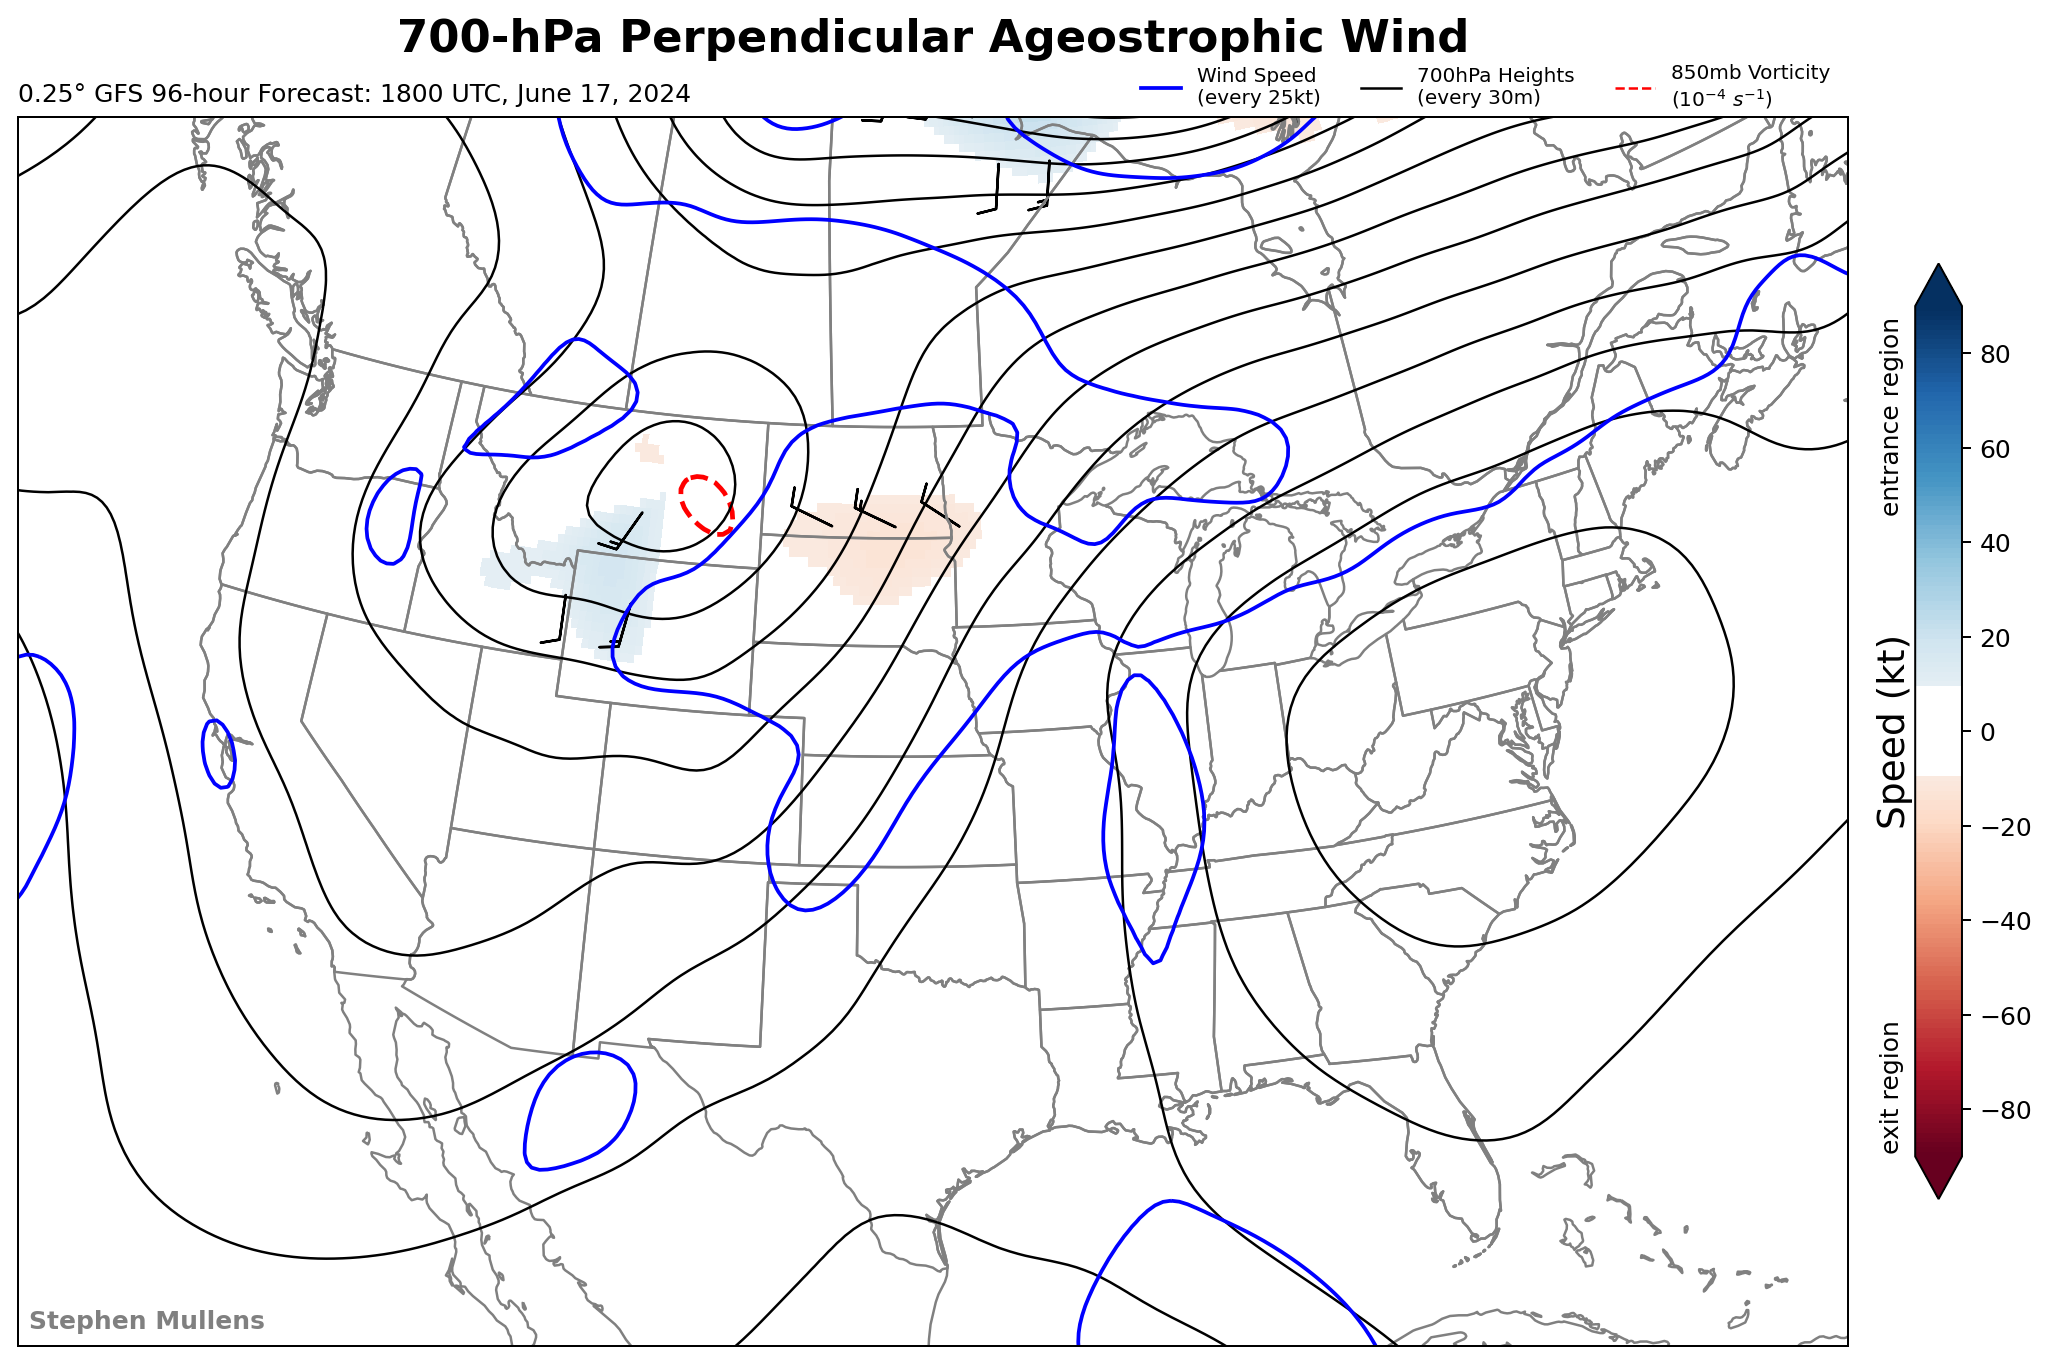 700-hPa Perpendicular Ageostrophic Wind
0.25° GFS 96-hour Forecast: 1800 UTC, June 17, 2024
Wind Speed
(every 25kt)
700hPa Heights
(every 30m)
850mb Vorticity
(10⁻⁴ s⁻¹)
entrance region
exit region
Speed (kt)
80
60
40
20
0
−20
−40
−60
−80
Stephen Mullens